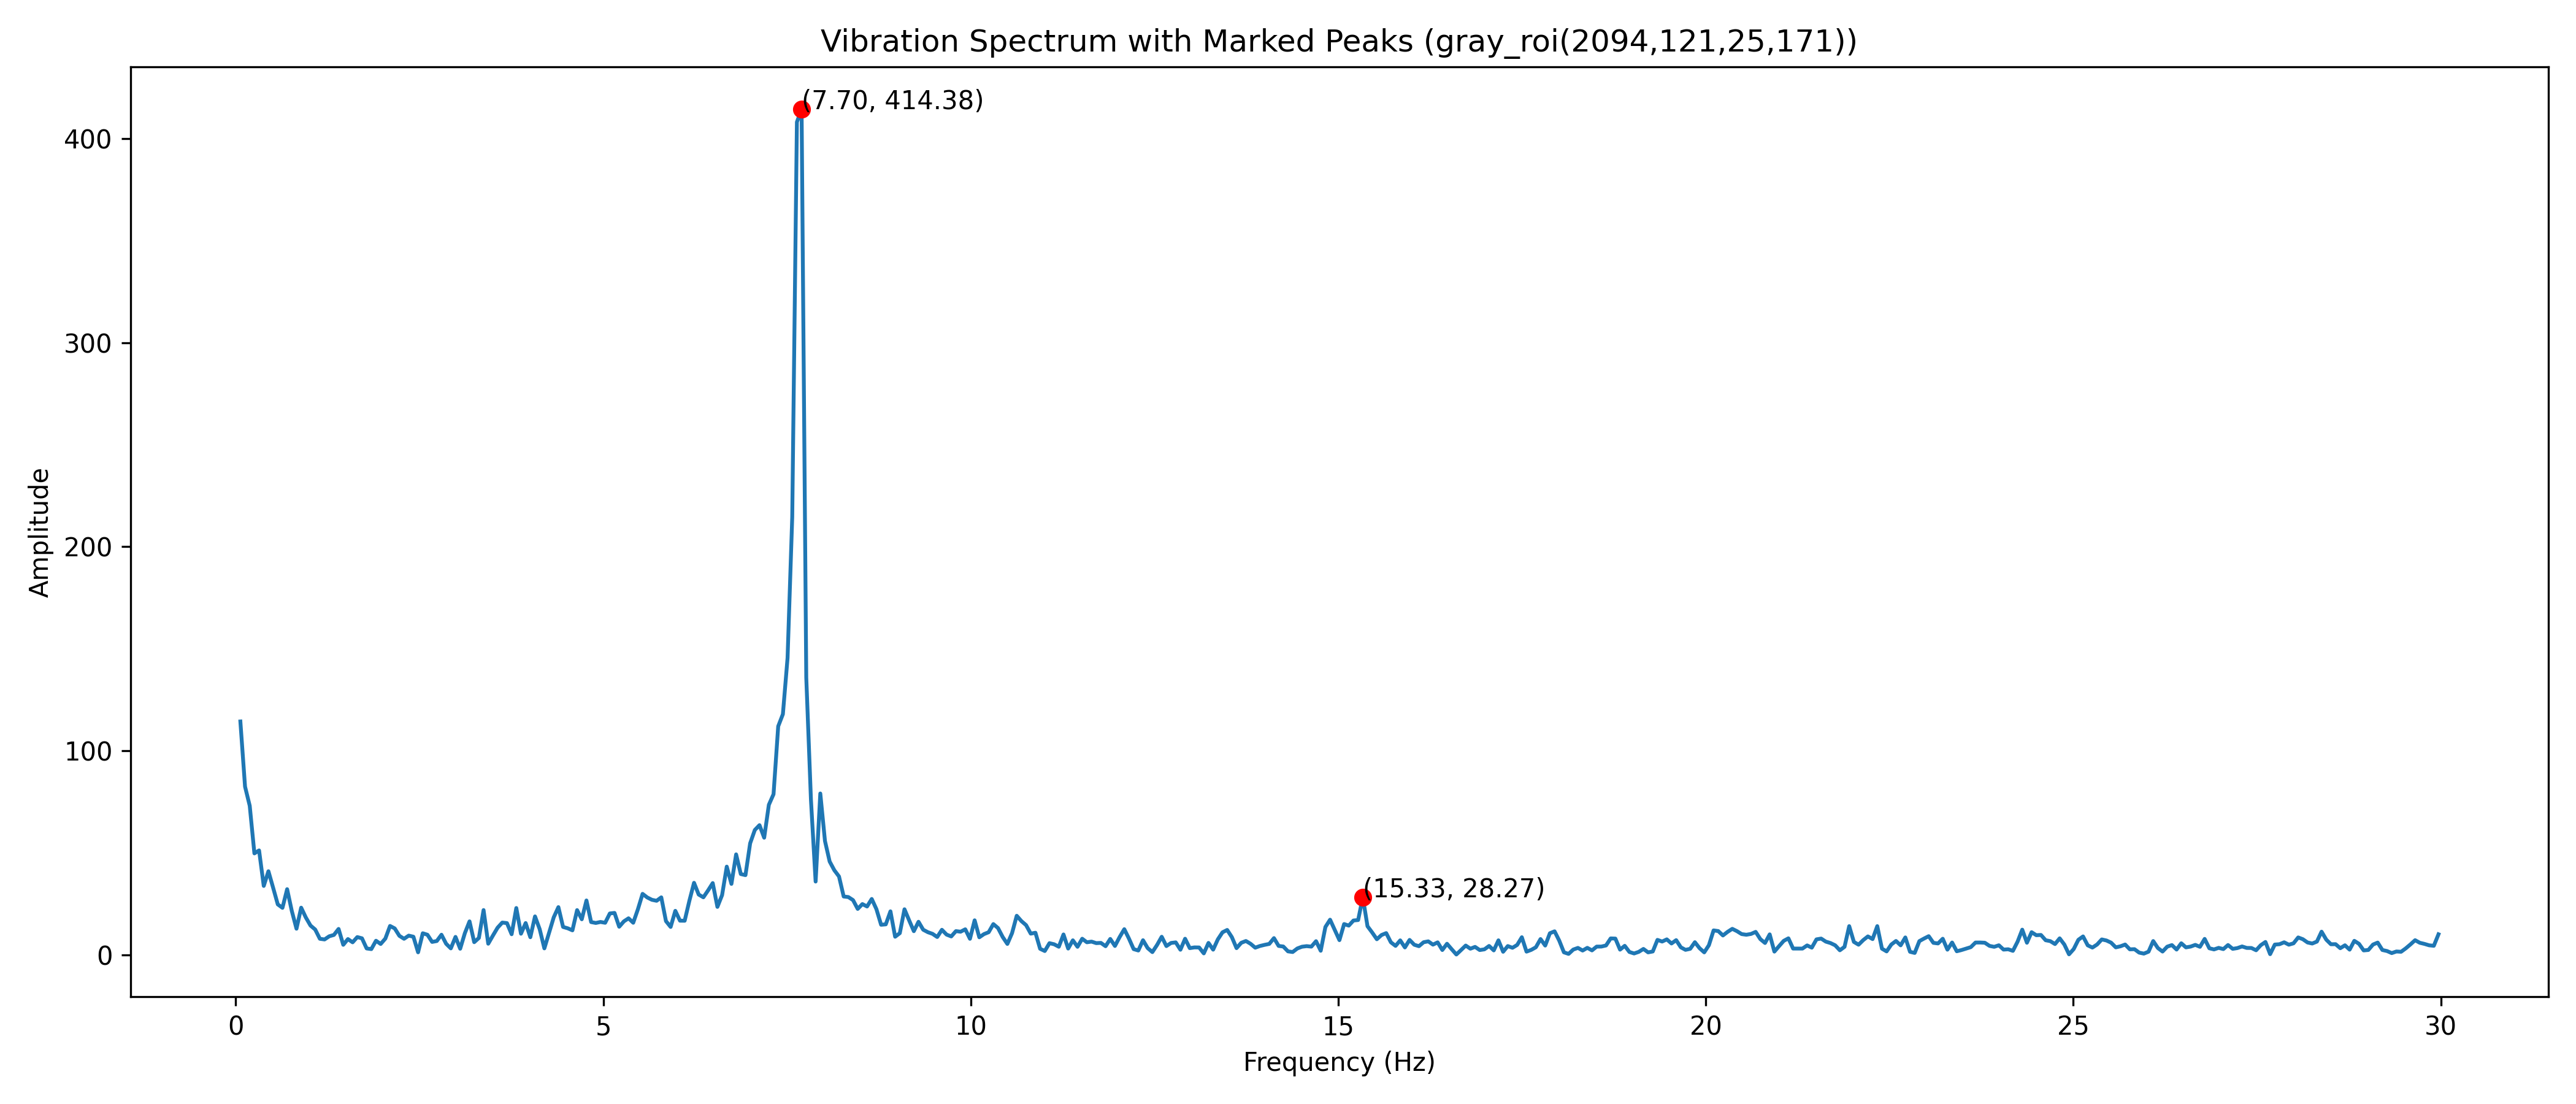 Vibration Spectrum with Marked Peaks (gray_roi(2094,121,25,171))
(7.70, 414.38)
400
300
200
100
0
Amplitude
(15.33, 28.27)
0 5 10 15 20 25 30
Frequency (Hz)